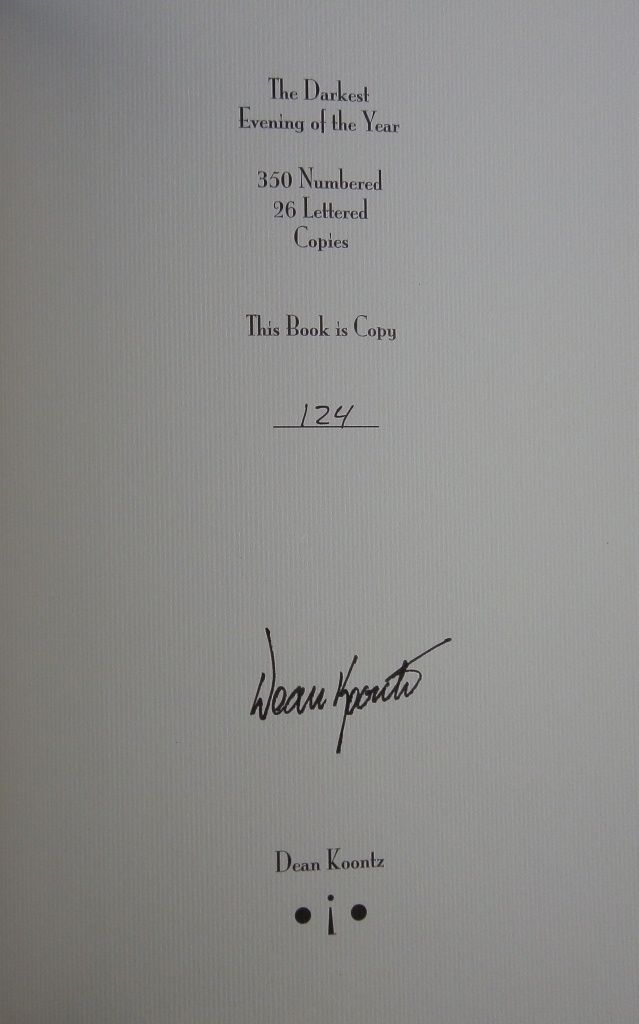 The Darkest
Evening of the Year
350 Numbered
26 Lettered
Copies
This Book is Copy
124
Dean Koontz
Dean Koontz